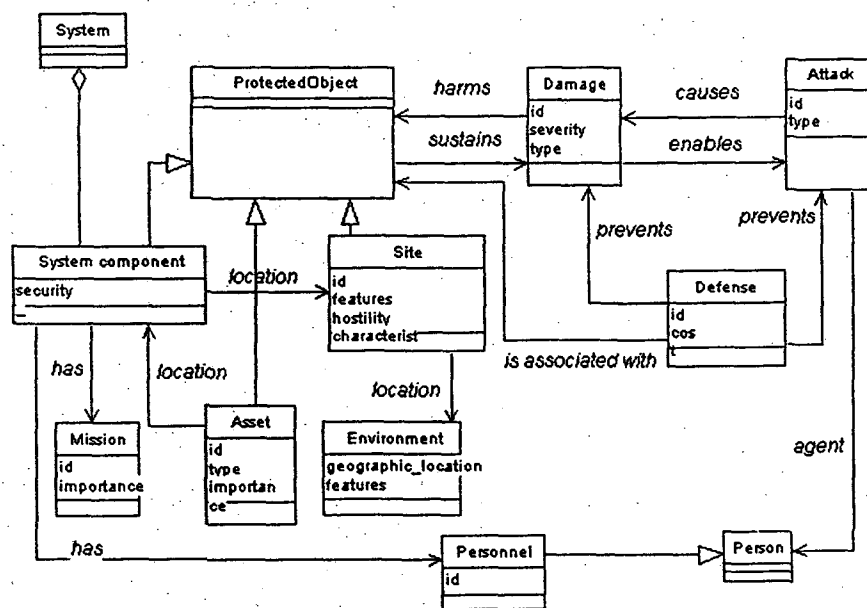 System
ProtectedObject
Damage
Attack
harms
causes
id
severity
type
id
type
sustains
enables
prevents
prevents
System component
security
location
Site
id
features
hostility
characterist
Defense
id
cos
t
is associated with
has
location
location
Mission
id
importance
Asset
id
type
importan
ce
Environment
geographic_location
features
agent
has
Personnel
id
Person